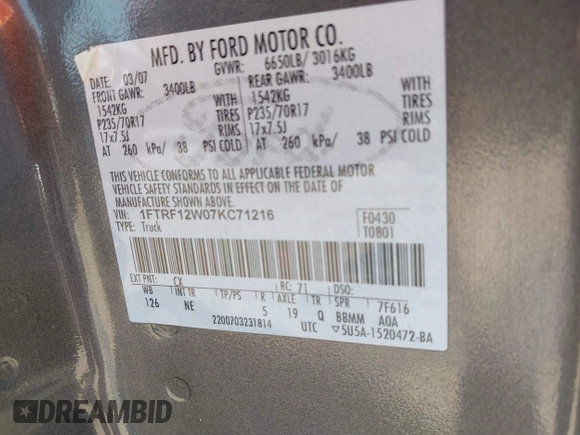 MFD. BY FORD MOTOR CO.
DATE: 03/07 GVWR: 6650LB/ 3016KG
FRONT GAWR: 3400LB REAR GAWR: 3400LB
1542KG WITH 1542KG WITH
P235/70R17 TIRES P235/70R17 TIRES
17x7.5J RIMS 17x7.5J RIMS
AT 260 kPa/ 38 PSI COLD AT 260 kPa/ 38 PSI COLD
THIS VEHICLE CONFORMS TO ALL APPLICABLE FEDERAL MOTOR
VEHICLE SAFETY STANDARDS IN EFFECT ON THE DATE OF
MANUFACTURE SHOWN ABOVE.
VIN: 1FTRF12W07KC71216 F0430
TYPE: Truck T0801
EXT PNT: CX RC: 71 DSO:
WB INT TR TP/PS R AXLE TR SPR 7F616
126 NE 5 19 Q BBMM AOA
2200703231814 UTC ▽5U5A-1520472-BA
DREAMBID